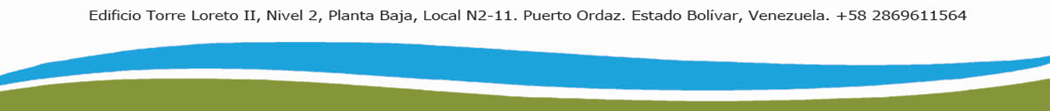 Edificio Torre Loreto II, Nivel 2, Planta Baja, Local N2-11. Puerto Ordaz. Estado Bolívar, Venezuela. +58 2869611564